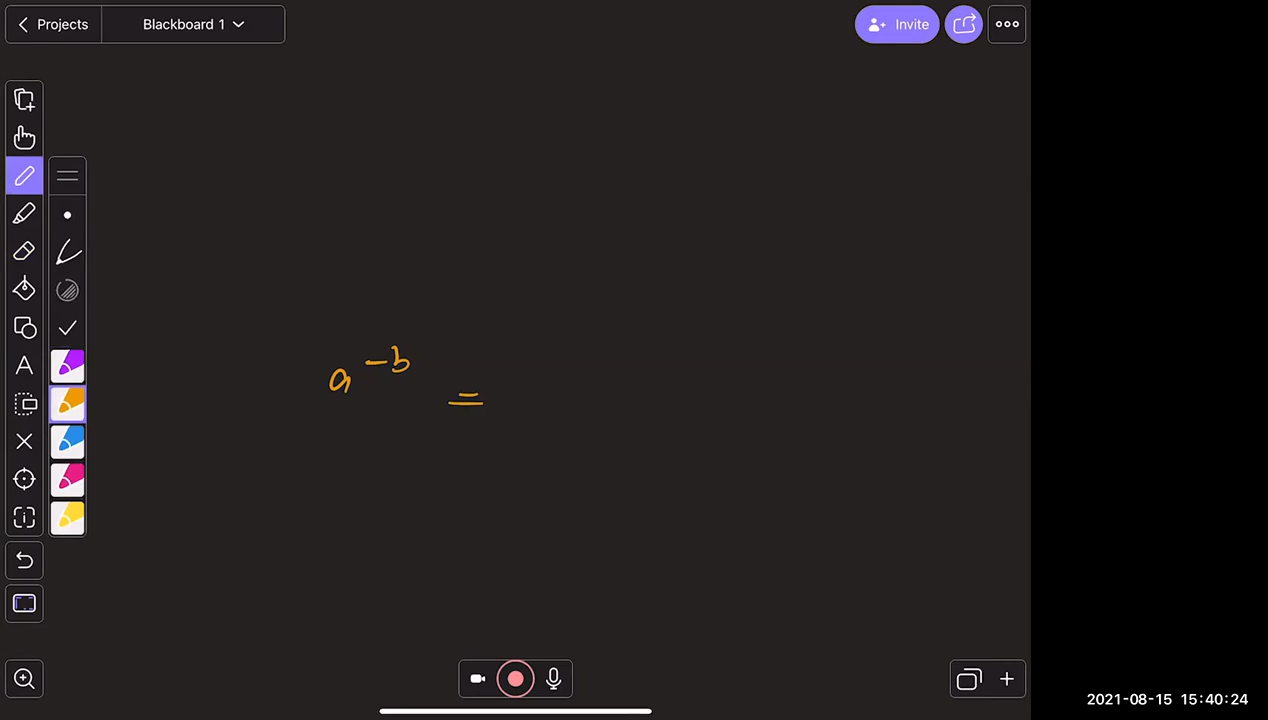 Projects
Blackboard 1
Invite
A
a^{-b} =
2021-08-15 15:40:24